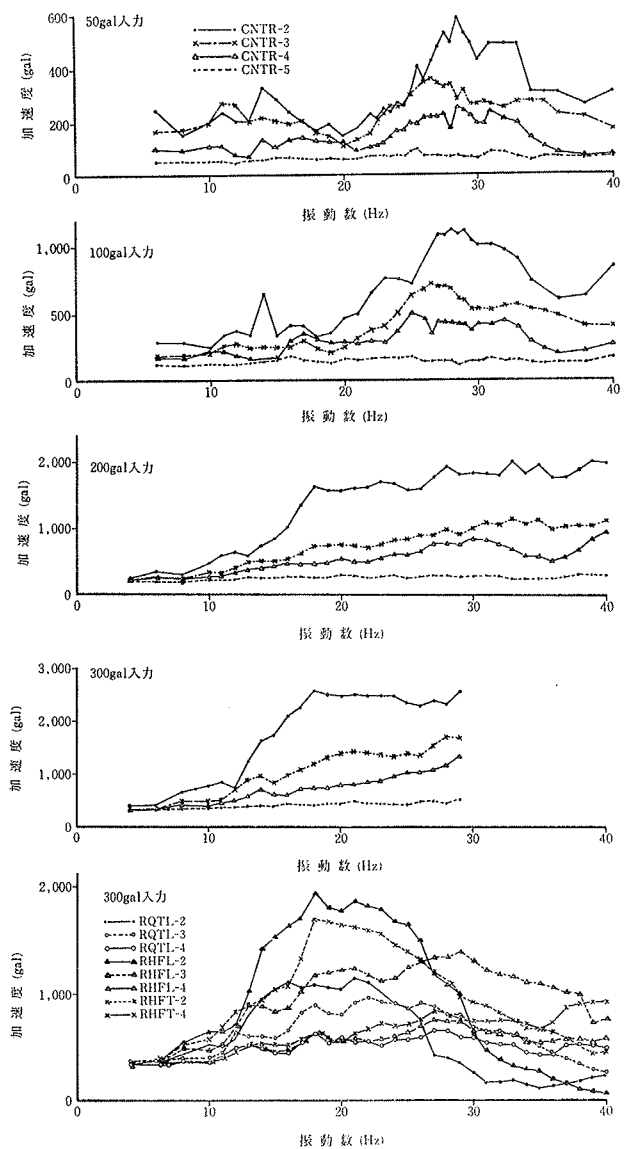 50gal入力
CNTR-2
CNTR-3
CNTR-4
CNTR-5
600
400
200
0
加速度 (gal)
0
10
20
30
40
振動数 (Hz)
100gal入力
1,000
500
0
加速度 (gal)
0
10
20
30
40
振動数 (Hz)
200gal入力
2,000
1,000
0
加速度 (gal)
0
10
20
30
40
振動数 (Hz)
300gal入力
3,000
2,000
1,000
0
加速度 (gal)
0
10
20
30
40
振動数 (Hz)
300gal入力
RQTL-2
RQTL-3
RQTL-4
RHFL-2
RHFL-3
RHFL-4
RHFT-2
RHFT-4
2,000
1,000
0
加速度 (gal)
0
10
20
30
40
振動数 (Hz)